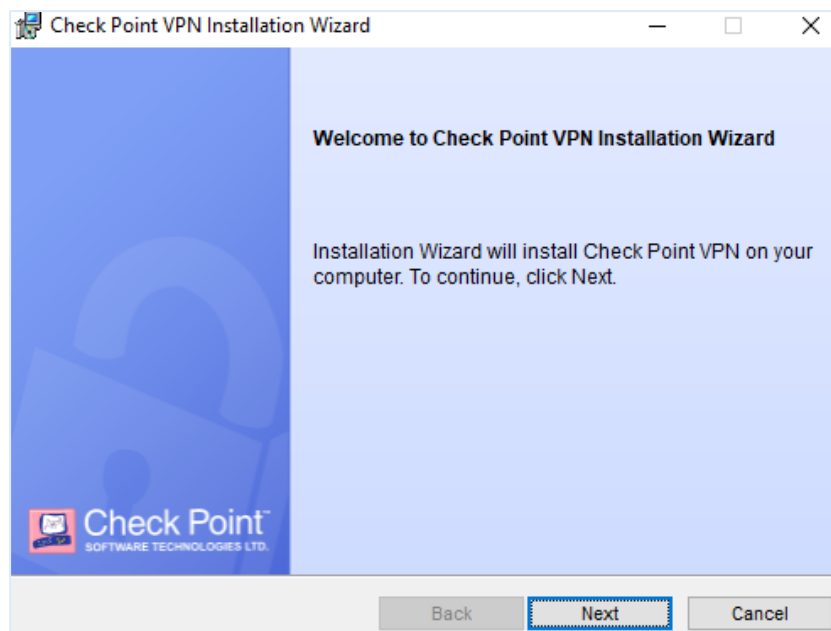 Check Point VPN Installation Wizard
Welcome to Check Point VPN Installation Wizard
Installation Wizard will install Check Point VPN on your
computer. To continue, click Next.
Check Point™
SOFTWARE TECHNOLOGIES LTD.
Back
Next
Cancel